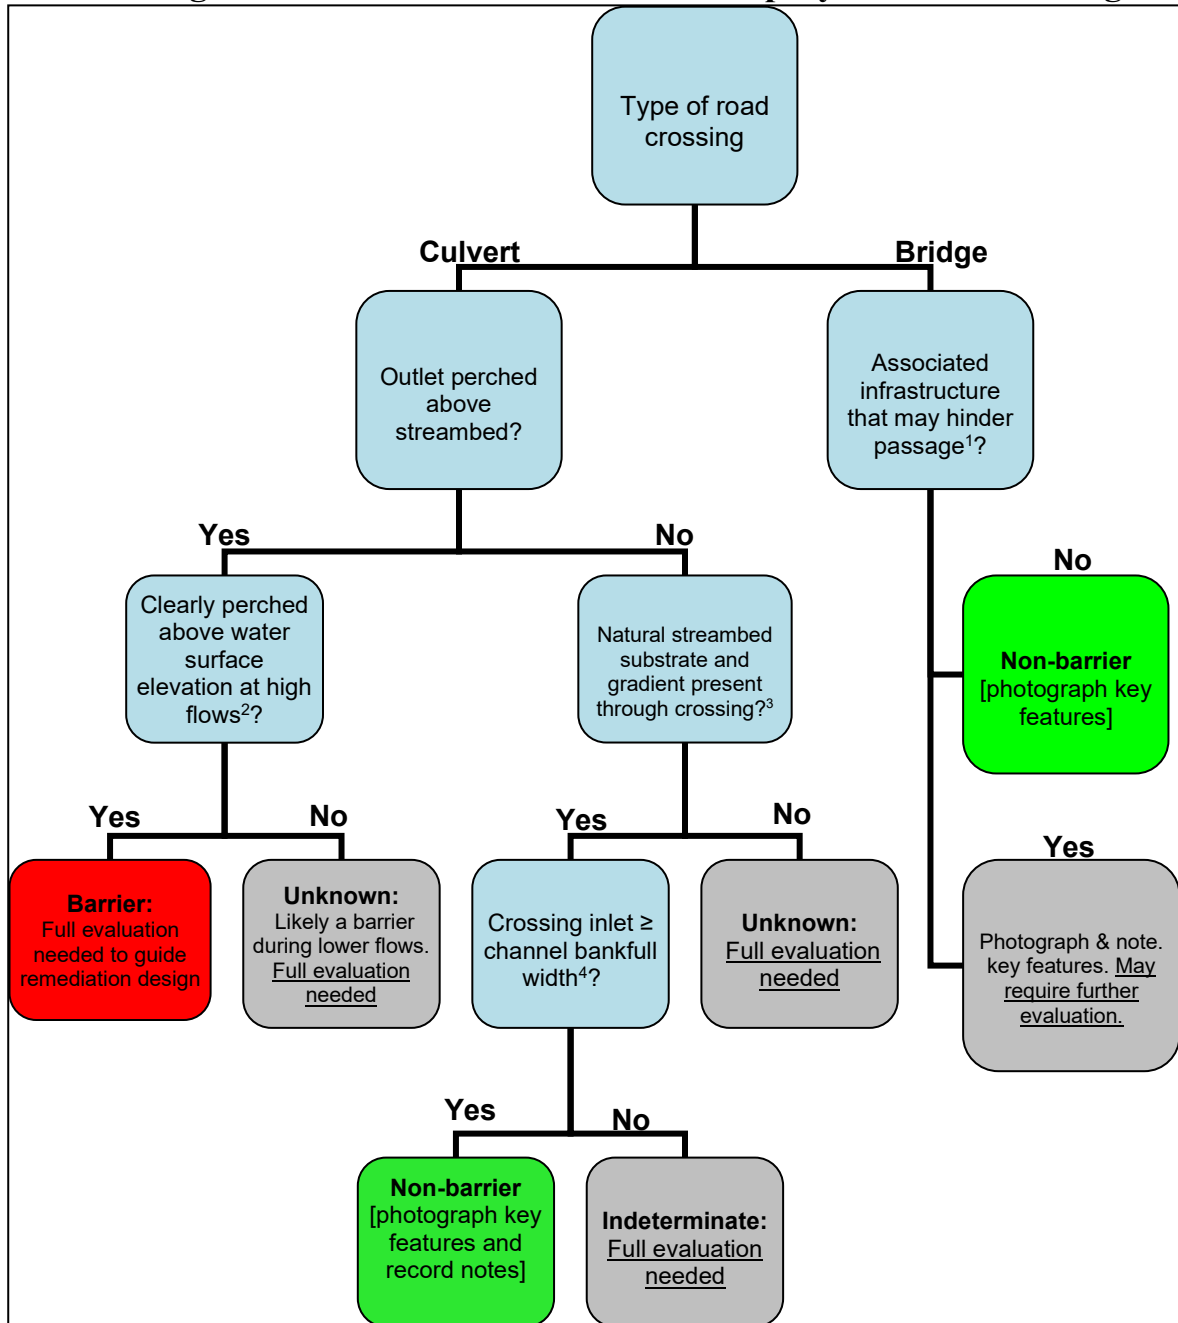 Type of road
crossing
Culvert
Bridge
Outlet perched
above
streambed?
Associated
infrastructure
that may hinder
passage¹?
Yes
No
No
Clearly perched
above water
surface
elevation at high
flows²?
Natural streambed
substrate and
gradient present
through crossing?³
Non-barrier
[photograph key
features]
Yes
No
Yes
No
Yes
Barrier:
Full evaluation
needed to guide
remediation design
Unknown:
Likely a barrier
during lower flows.
Full evaluation
needed
Crossing inlet ≥
channel bankfull
width⁴?
Unknown:
Full evaluation
needed
Photograph & note.
key features. May
require further
evaluation.
Yes
No
Non-barrier
[photograph key
features and
record notes]
Indeterminate:
Full evaluation
needed